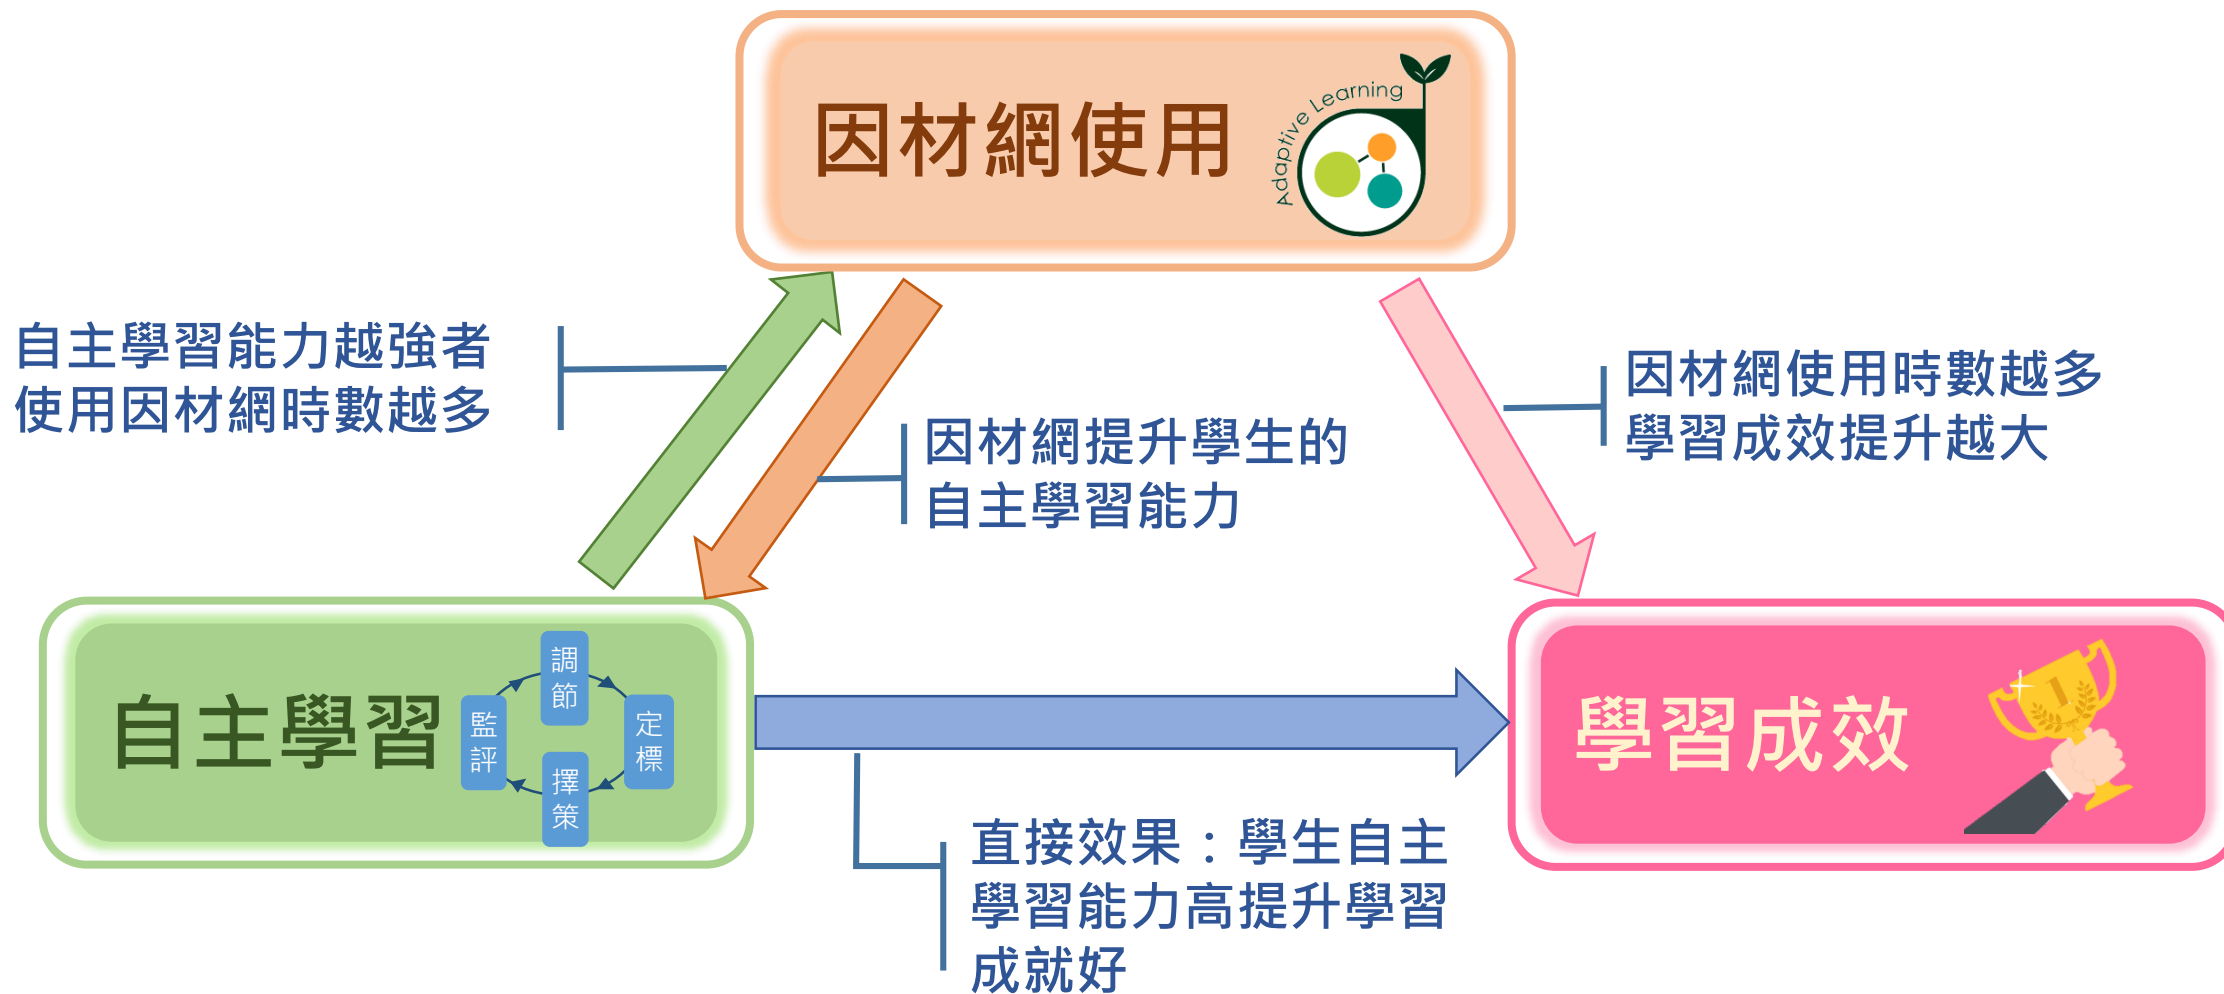 因材網使用
Adaptive Learning
自主學習能力越強者
使用因材網時數越多
因材網提升學生的
自主學習能力
因材網使用時數越多
學習成效提升越大
自主學習
調節
定標
擇策
監評
學習成效
1
直接效果：學生自主
學習能力高提升學習
成就好